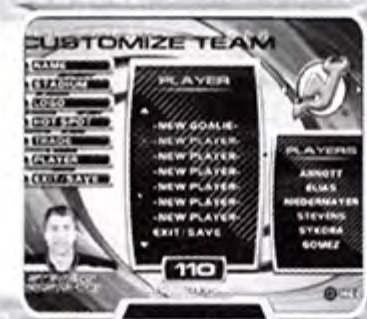 CUSTOMIZE TEAM
NAME
STADIUM
LOGO
HOT SPOT
TRADE
PLAYER
EXIT/SAVE
PLAYER
-NEW GOALIE-
-NEW PLAYER-
-NEW PLAYER-
-NEW PLAYER-
-NEW PLAYER-
-NEW PLAYER-
-NEW PLAYER-
EXIT/SAVE
110
PLAYERS
ARNOTT
ELIAS
NIEDERMAYER
STEVENS
SYKORA
GOMEZ